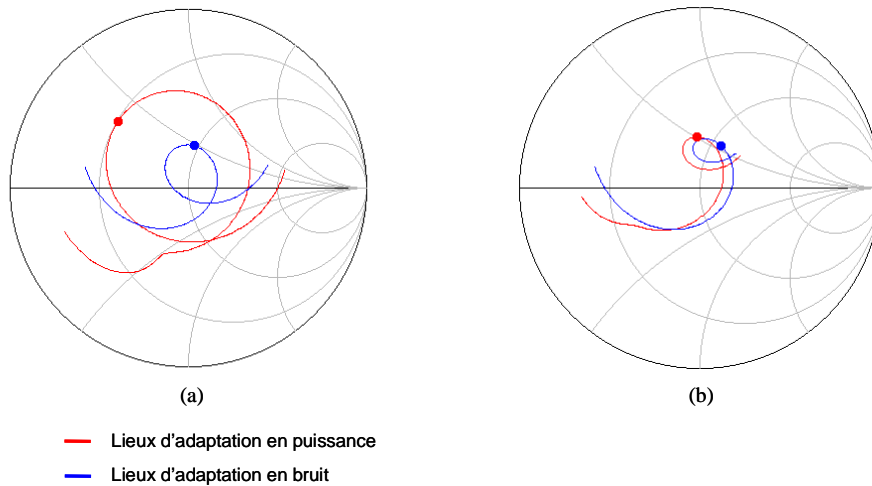 (a)
(b)
Lieux d'adaptation en puissance
Lieux d'adaptation en bruit